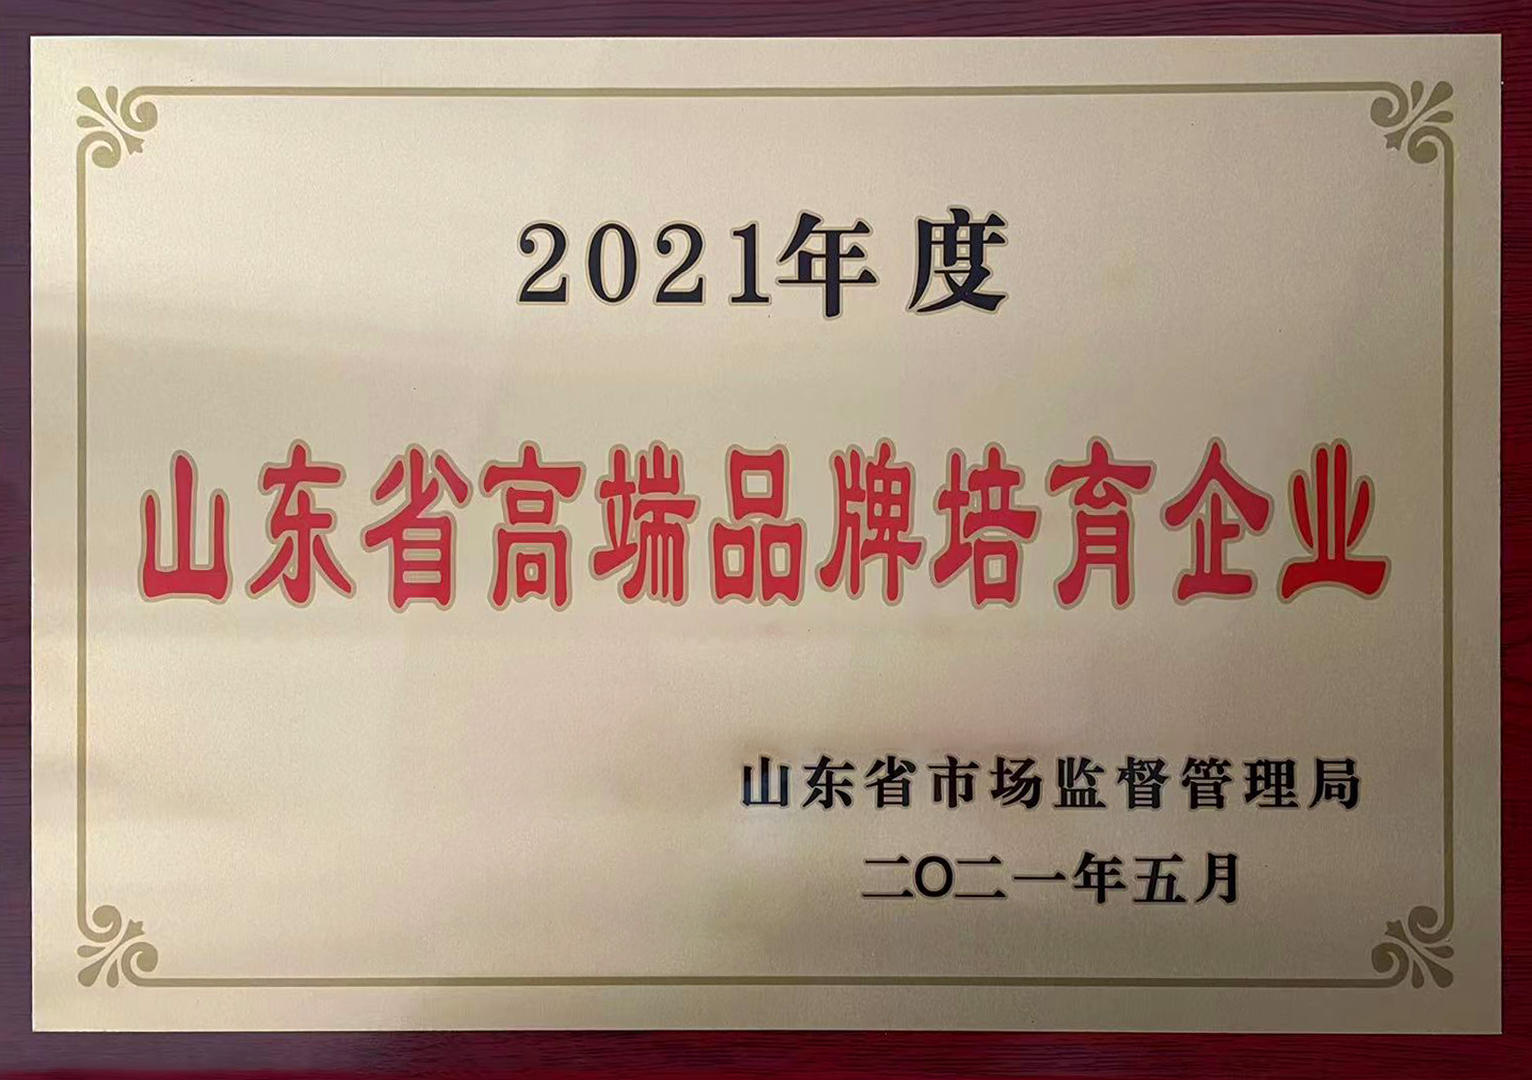 2021年度
山东省高端品牌培育企业
山东省市场监督管理局
二〇二一年五月